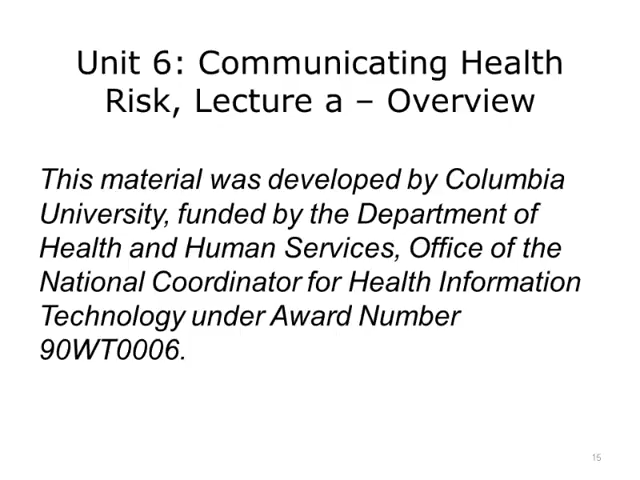 Unit 6: Communicating Health
Risk, Lecture a – Overview
This material was developed by Columbia
University, funded by the Department of
Health and Human Services, Office of the
National Coordinator for Health Information
Technology under Award Number
90WT0006.
15